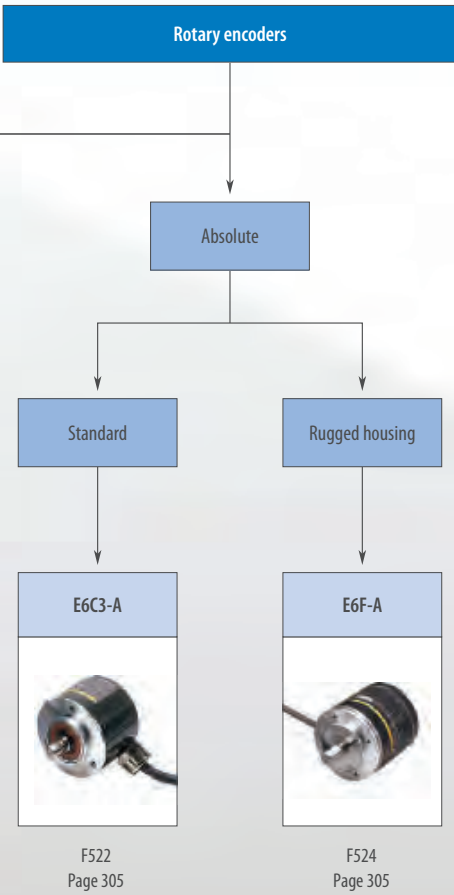 Rotary encoders
Absolute
Standard
Rugged housing
E6C3-A
E6F-A
F522
Page 305
F524
Page 305